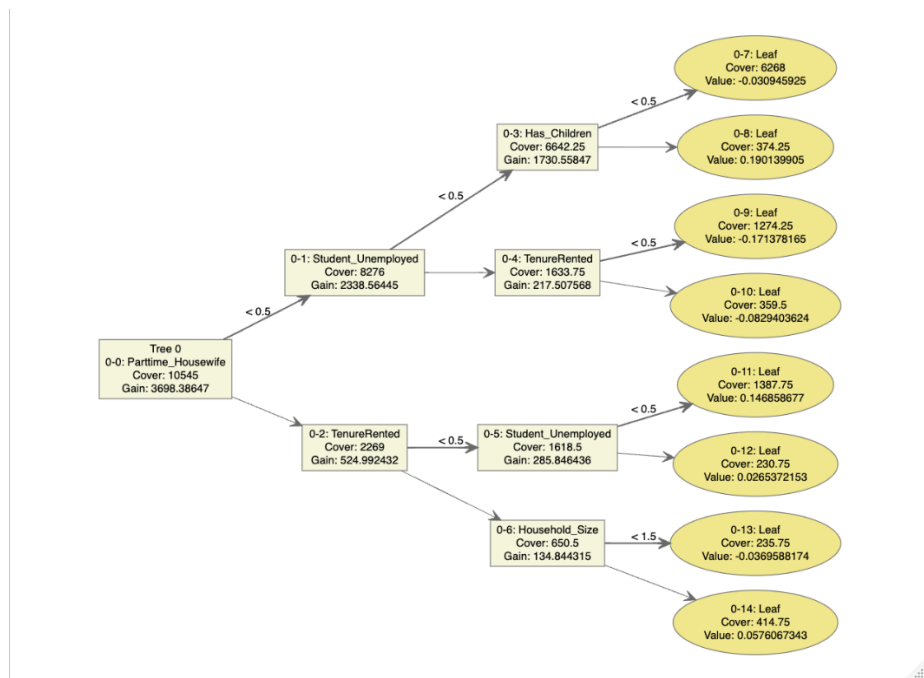 0-7: Leaf
Cover: 6268
Value: -0.030945925
< 0.5
0-3: Has_Children
Cover: 6642.25
Gain: 1730.55847
0-8: Leaf
Cover: 374.25
Value: 0.190139905
< 0.5
0-9: Leaf
Cover: 1274.25
Value: -0.171378165
< 0.5
0-1: Student_Unemployed
Cover: 8276
Gain: 2338.56445
0-4: TenureRented
Cover: 1633.75
Gain: 217.507568
0-10: Leaf
Cover: 359.5
Value: -0.0829403624
< 0.5
Tree 0
0-0: Parttime_Housewife
Cover: 10545
Gain: 3698.38647
0-11: Leaf
Cover: 1387.75
Value: 0.146858677
< 0.5
0-2: TenureRented
Cover: 2269
Gain: 524.992432
< 0.5
0-5: Student_Unemployed
Cover: 1618.5
Gain: 285.846436
0-12: Leaf
Cover: 230.75
Value: 0.0265372153
0-6: Household_Size
Cover: 650.5
Gain: 134.844315
< 1.5
0-13: Leaf
Cover: 235.75
Value: -0.0369588174
0-14: Leaf
Cover: 414.75
Value: 0.0576067343